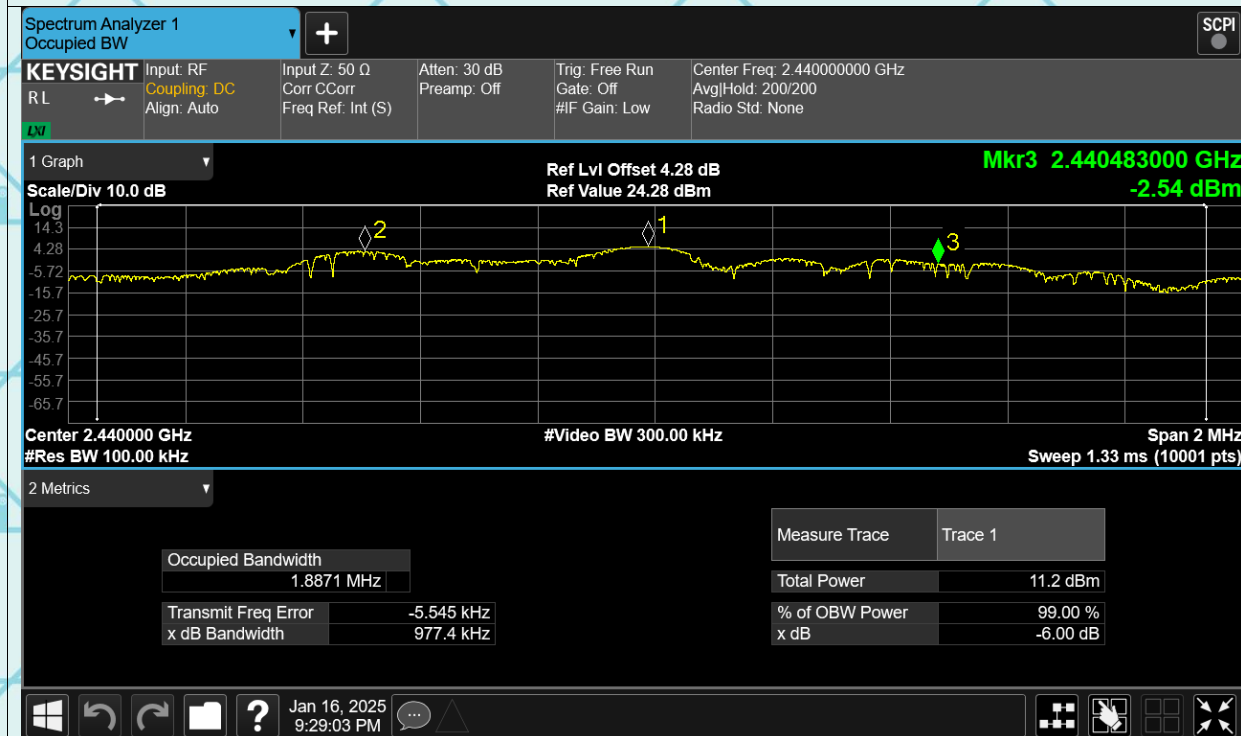 Spectrum Analyzer 1
Occupied BW
+
SCPI
KEYSIGHT
RL
LXI
Input: RF
Coupling: DC
Align: Auto
Input Z: 50 Ω
Corr CCorr
Freq Ref: Int (S)
Atten: 30 dB
Preamp: Off
Trig: Free Run
Gate: Off
#IF Gain: Low
Center Freq: 2.440000000 GHz
Avg|Hold: 200/200
Radio Std: None
1 Graph
Scale/Div 10.0 dB
Ref Lvl Offset 4.28 dB
Ref Value 24.28 dBm
Mkr3 2.440483000 GHz
-2.54 dBm
Log
14.3
4.28
-5.72
-15.7
-25.7
-35.7
-45.7
-55.7
-65.7
2
1
3
Center 2.440000 GHz
#Video BW 300.00 kHz
Span 2 MHz
#Res BW 100.00 kHz
Sweep 1.33 ms (10001 pts)
2 Metrics
Occupied Bandwidth
1.8871 MHz
Transmit Freq Error -5.545 kHz
x dB Bandwidth 977.4 kHz
Measure Trace Trace 1
Total Power 11.2 dBm
% of OBW Power 99.00 %
x dB -6.00 dB
?
Jan 16, 2025
9:29:03 PM